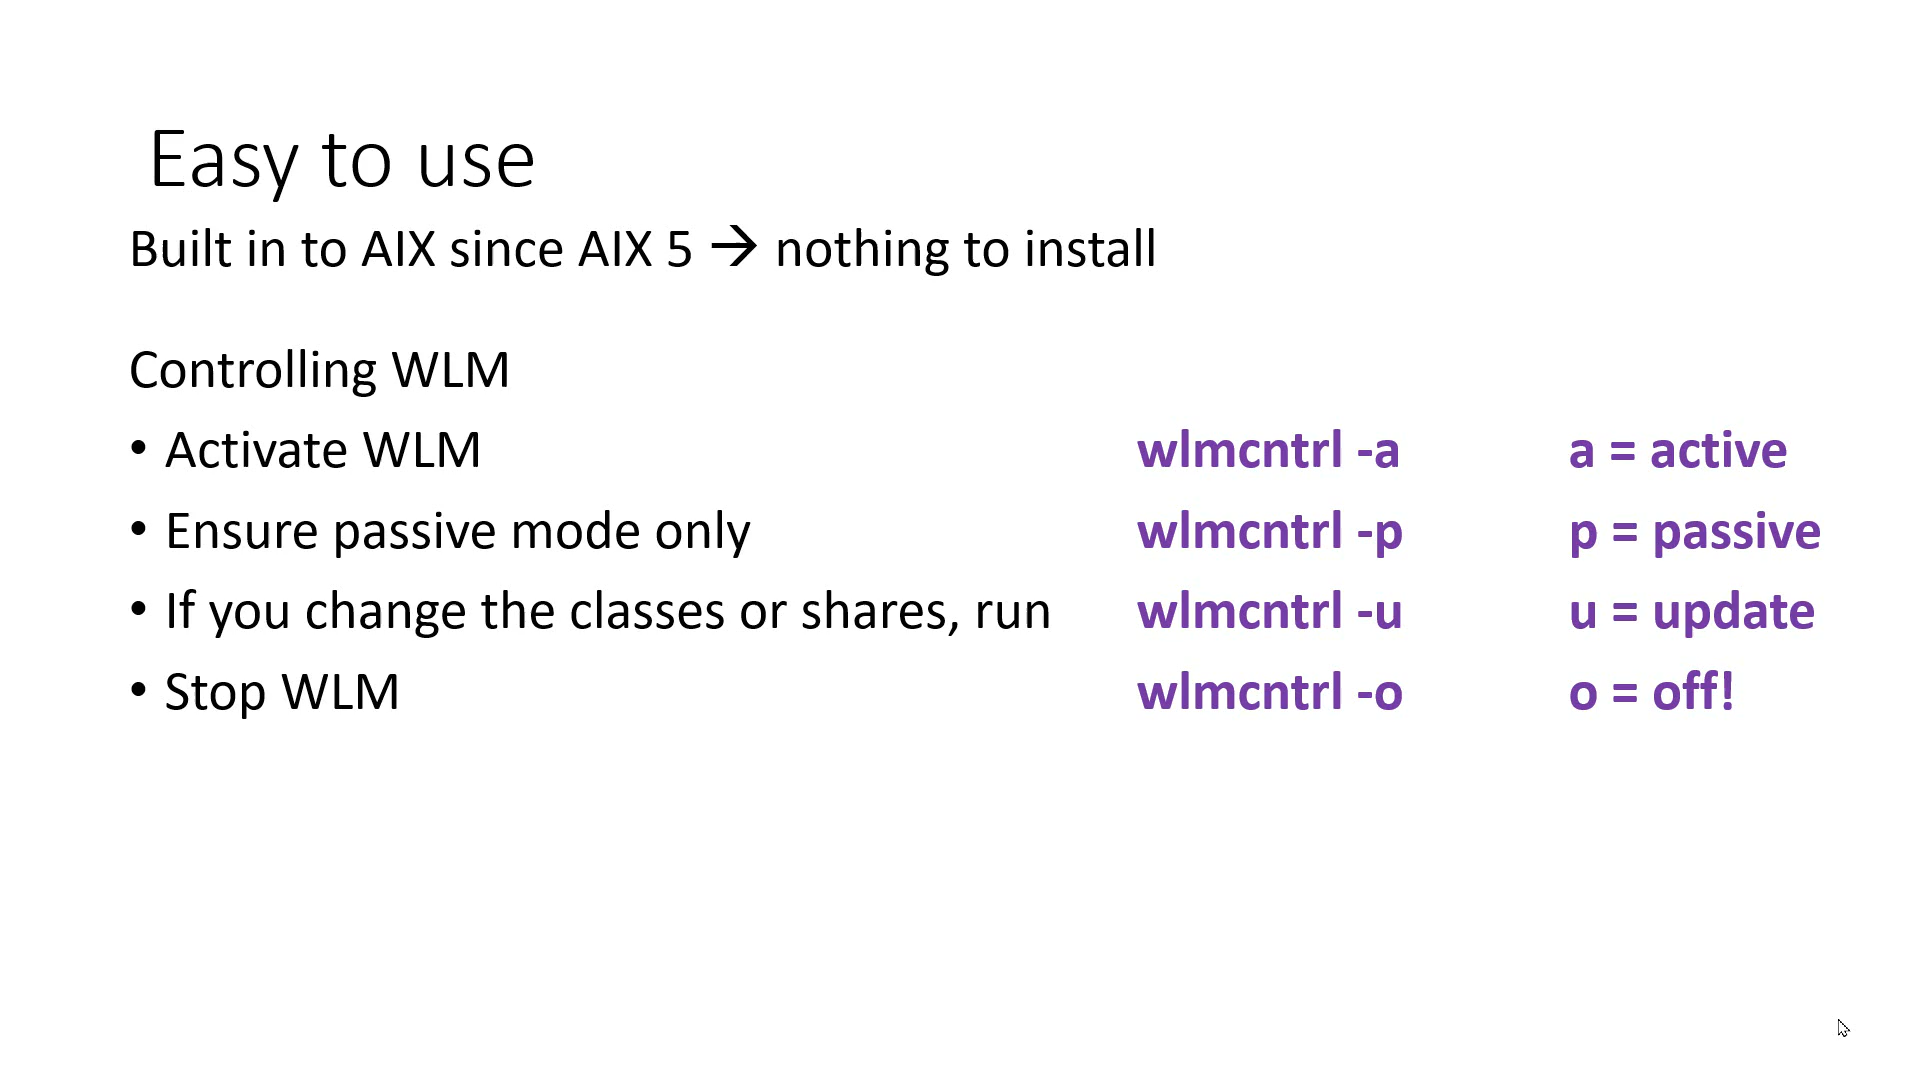 Easy to use
Built in to AIX since AIX 5 → nothing to install
Controlling WLM
• Activate WLM wlmcntrl -a a = active
• Ensure passive mode only wlmcntrl -p p = passive
• If you change the classes or shares, run wlmcntrl -u u = update
• Stop WLM wlmcntrl -o o = off!